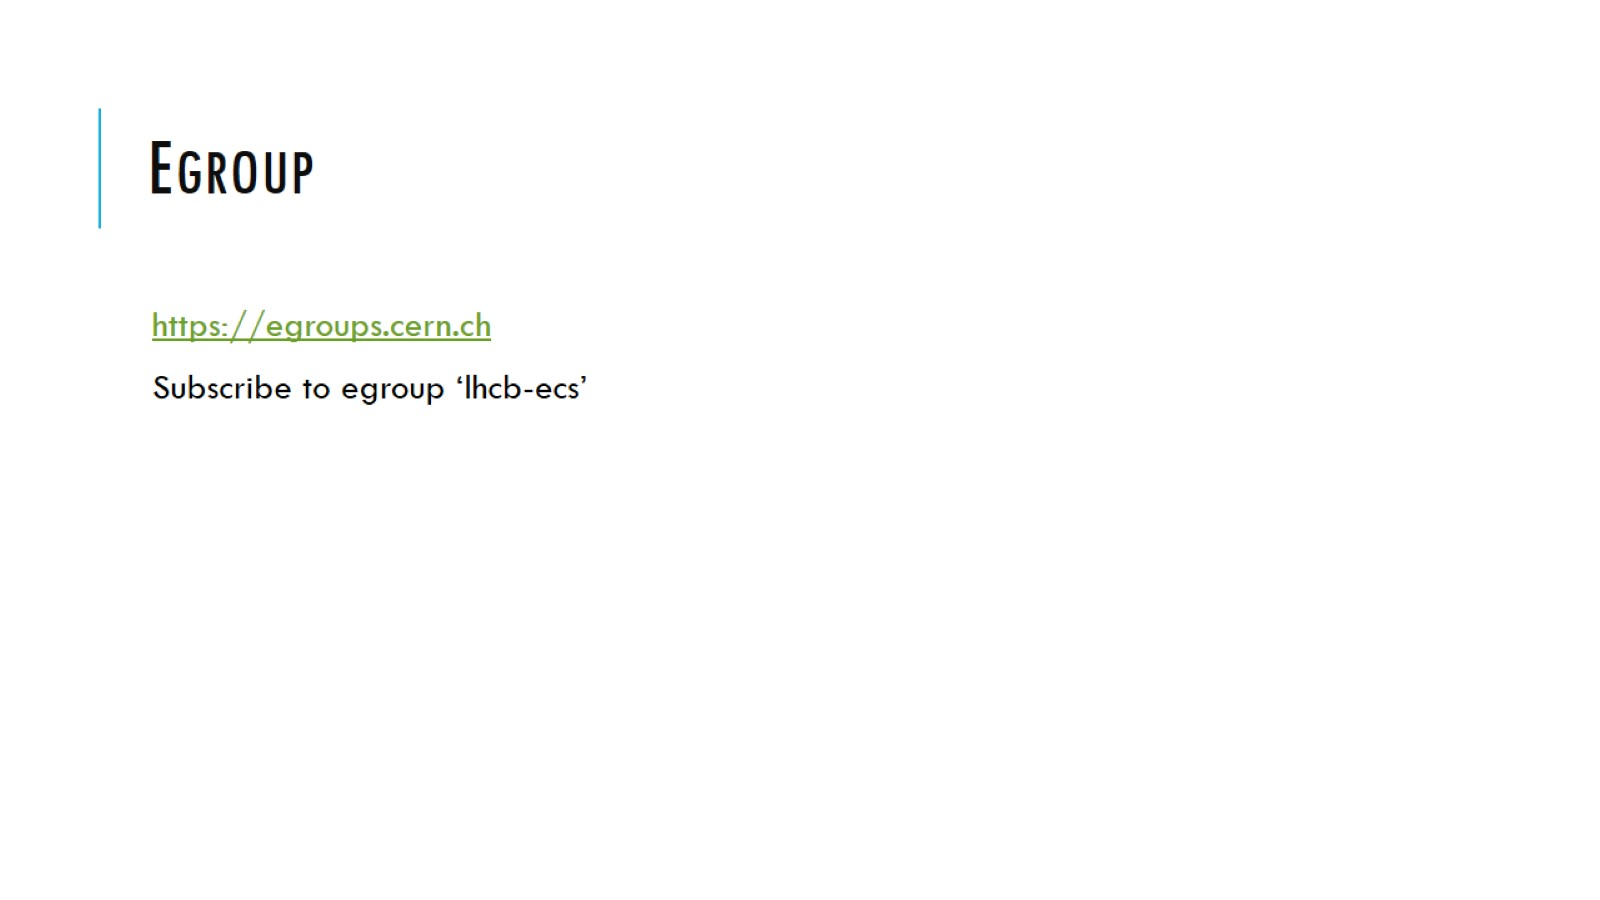 EGROUP
https://egroups.cern.ch
Subscribe to egroup ‘lhcb-ecs’